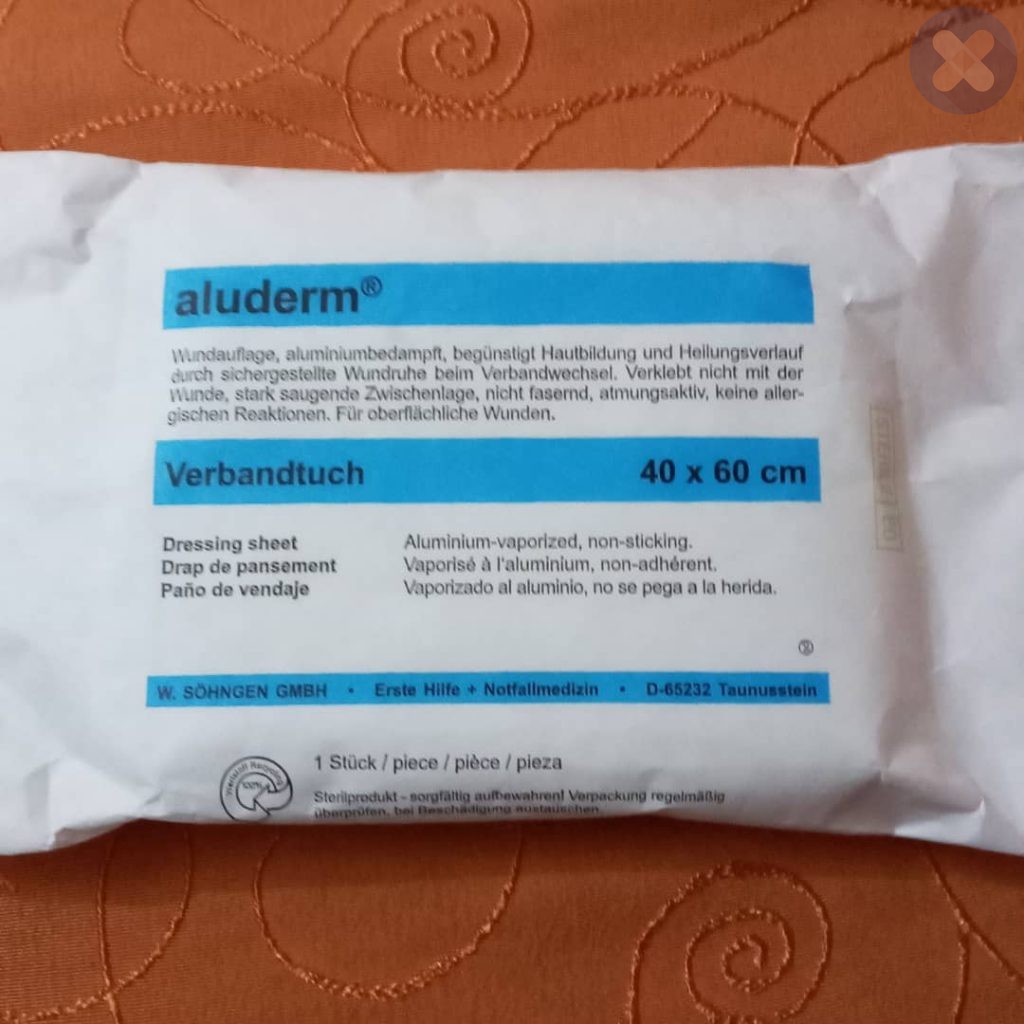 aluderm®
Wundauflage, aluminiumbedampft, begünstigt Hautbildung und Heilungsverlauf
durch sichergestellte Wundruhe beim Verbandwechsel. Verklebt nicht mit der
Wunde, stark saugende Zwischenlage, nicht fasernd, atmungsaktiv, keine aller-
gischen Reaktionen. Für oberflächliche Wunden.
Verbandtuch 40 x 60 cm
Dressing sheet Aluminium-vaporized, non-sticking.
Drap de pansement Vaporisé à l'aluminium, non-adhérent.
Paño de vendaje Vaporizado al aluminio, no se pega a la herida.
W. SÖHNGEN GMBH • Erste Hilfe + Notfallmedizin • D-65232 Taunusstein
1 Stück / piece / pièce / pieza
100%
Sterilprodukt - sorgfältig aufbewahren! Verpackung regelmäßig
überprüfen, bei Beschädigung austauschen.